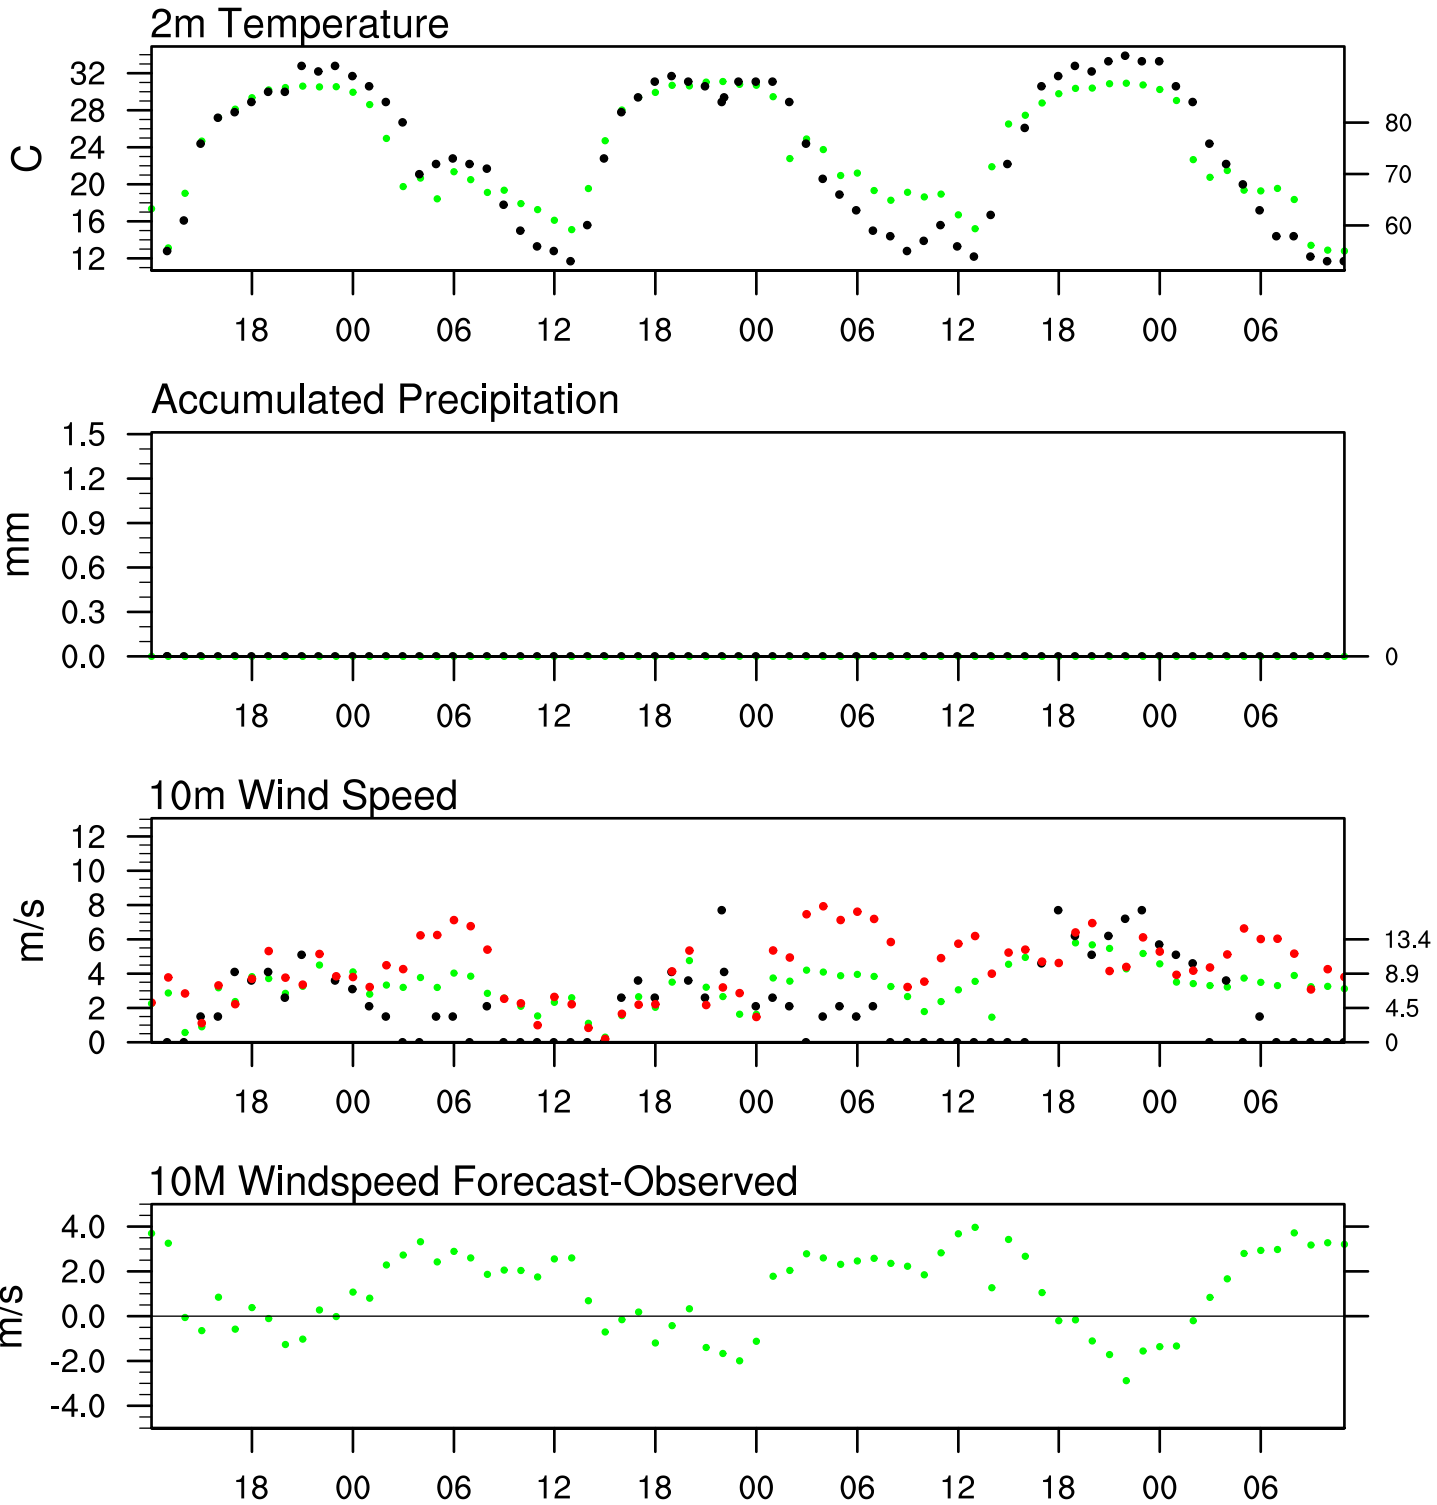 2m Temperature
C
32
28
24
20
16
12
80
70
60
18 00 06 12 18 00 06 12 18 00 06
Accumulated Precipitation
mm
1.5
1.2
0.9
0.6
0.3
0.0
0
18 00 06 12 18 00 06 12 18 00 06
10m Wind Speed
m/s
12
10
8
6
4
2
0
13.4
8.9
4.5
0
18 00 06 12 18 00 06 12 18 00 06
10M Windspeed Forecast-Observed
m/s
4.0
2.0
0.0
-2.0
-4.0
18 00 06 12 18 00 06 12 18 00 06